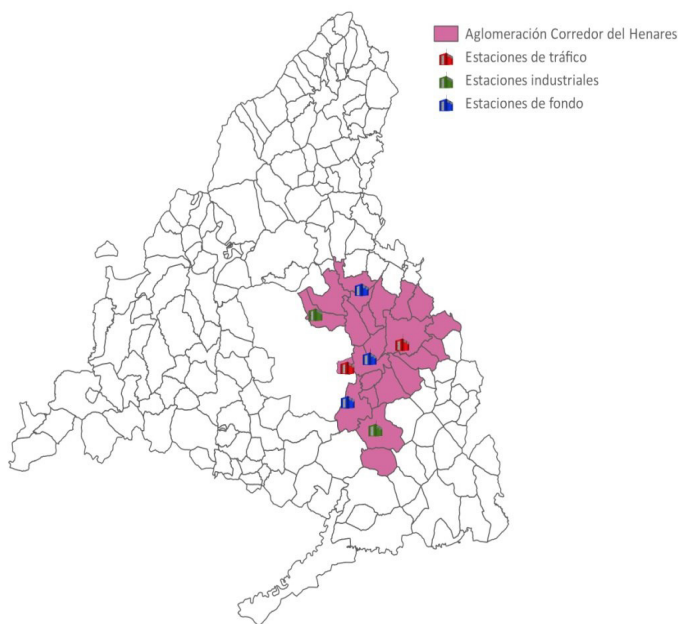 Aglomeración Corredor del Henares
Estaciones de tráfico
Estaciones industriales
Estaciones de fondo